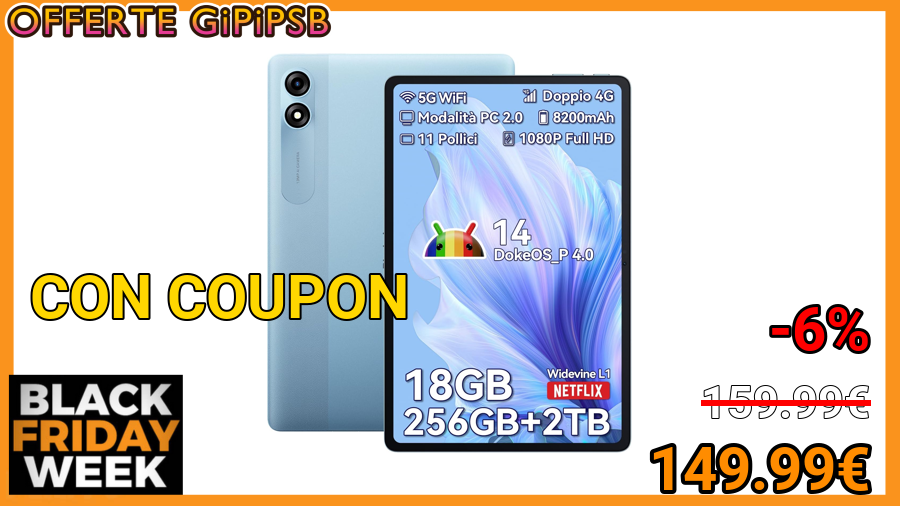 OFFERTE GiPiPSB
5G WiFi
Doppio 4G
Modalità PC 2.0
8200mAh
11 Pollici
1080P Full HD
14
DokeOS_P 4.0
CON COUPON
-6%
Widevine L1
18GB
NETFLIX
159.99€
256GB+2TB
BLACK
FRIDAY
WEEK
149.99€